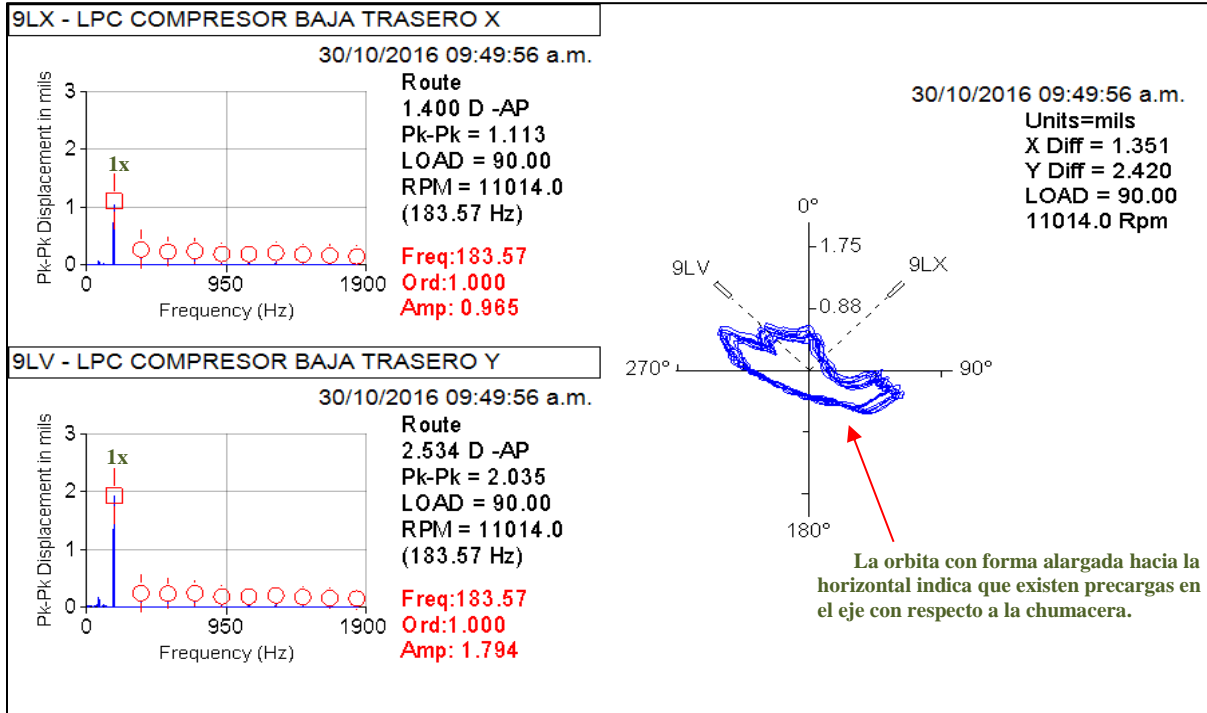 9LX - LPC COMPRESOR BAJA TRASERO X
30/10/2016 09:49:56 a.m.
Route
1.400 D -AP
Pk-Pk = 1.113
LOAD = 90.00
RPM = 11014.0
(183.57 Hz)
Freq:183.57
Ord:1.000
Amp: 0.965
Pk-Pk Displacement in mils
3
2
1
0
1x
0 950 1900
Frequency (Hz)
9LV - LPC COMPRESOR BAJA TRASERO Y
30/10/2016 09:49:56 a.m.
Route
2.534 D -AP
Pk-Pk = 2.035
LOAD = 90.00
RPM = 11014.0
(183.57 Hz)
Freq:183.57
Ord:1.000
Amp: 1.794
Pk-Pk Displacement in mils
3
2
1
0
1x
0 950 1900
Frequency (Hz)
30/10/2016 09:49:56 a.m.
Units=mils
X Diff = 1.351
Y Diff = 2.420
LOAD = 90.00
11014.0 Rpm
0°
1.75
9LV 9LX
0.88
270° 90°
180°
La orbita con forma alargada hacia la
horizontal indica que existen precargas en
el eje con respecto a la chumacera.